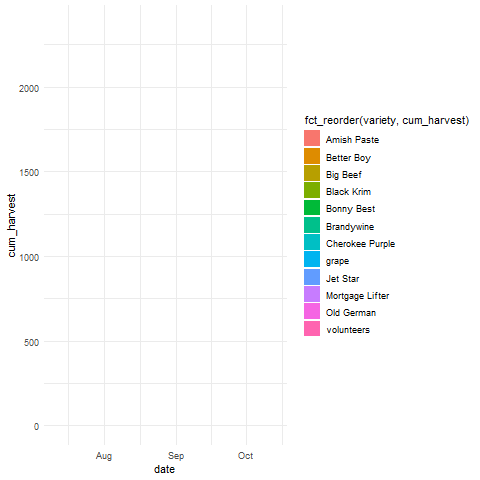 cum_harvest
2000
1500
1000
500
0
Aug
Sep
Oct
date
fct_reorder(variety, cum_harvest)
Amish Paste
Better Boy
Big Beef
Black Krim
Bonny Best
Brandywine
Cherokee Purple
grape
Jet Star
Mortgage Lifter
Old German
volunteers